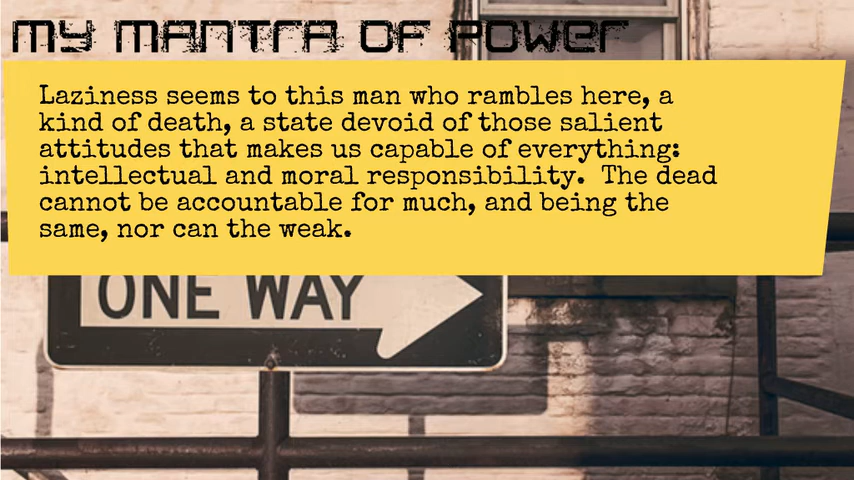 MY MANTRA OF POWER
Laziness seems to this man who rambles here, a
kind of death, a state devoid of those salient
attitudes that makes us capable of everything:
intellectual and moral responsibility. The dead
cannot be accountable for much, and being the
same, nor can the weak.
ONE WAY